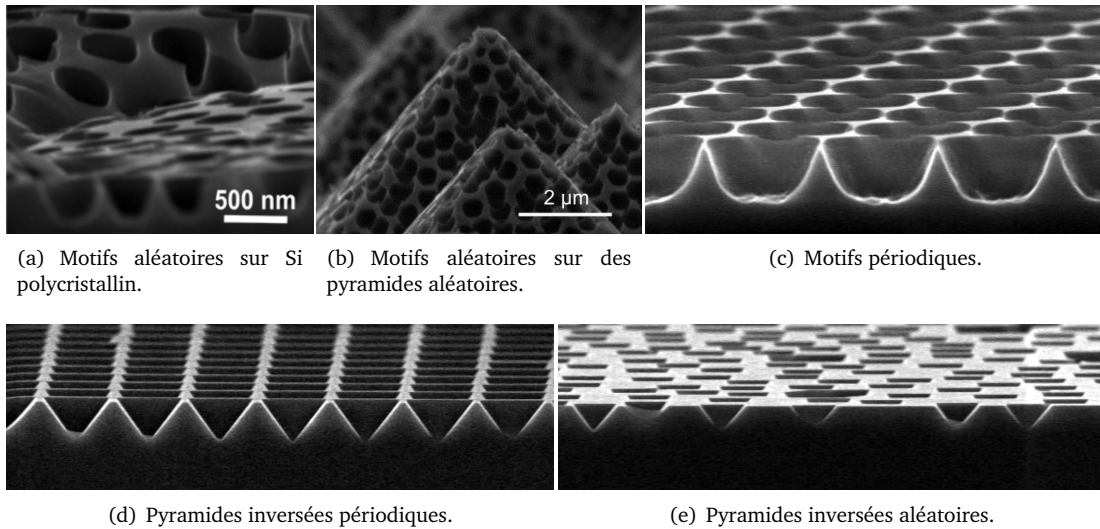 500 nm
2 µm
(a) Motifs aléatoires sur Si
polycristallin.
(b) Motifs aléatoires sur des
pyramides aléatoires.
(c) Motifs périodiques.
(d) Pyramides inversées périodiques.
(e) Pyramides inversées aléatoires.